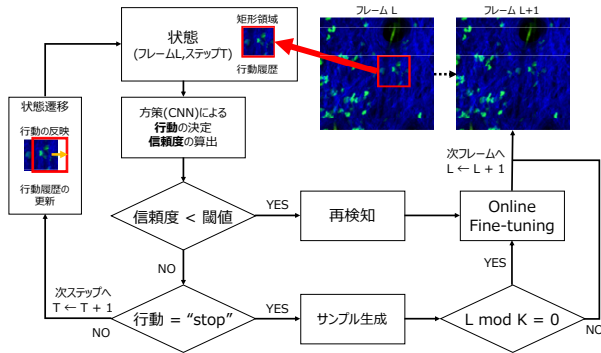 フレーム L
フレーム L+1
状態
(フレームL,ステップT)
矩形領域
行動履歴
状態遷移
行動の反映
行動履歴の
更新
方策(CNN)による
行動の決定
信頼度の算出
次フレームへ
L ← L + 1
信頼度 < 閾値
YES
再検知
Online
Fine-tuning
NO
YES
次ステップへ
T ← T + 1
NO
行動 = “stop”
YES
サンプル生成
L mod K = 0
NO